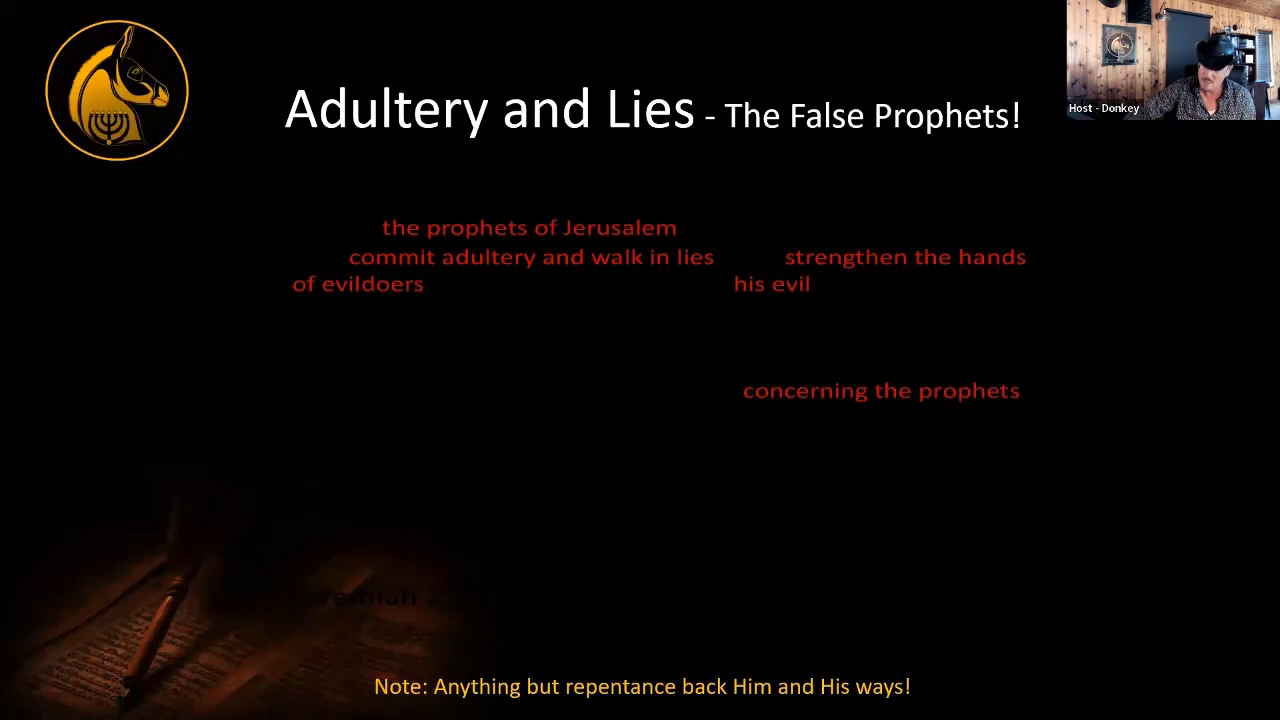 Adultery and Lies - The False Prophets!
Host - Donkey
the prophets of Jerusalem
commit adultery and walk in lies strengthen the hands
of evildoers his evil
concerning the prophets
Note: Anything but repentance back Him and His ways!